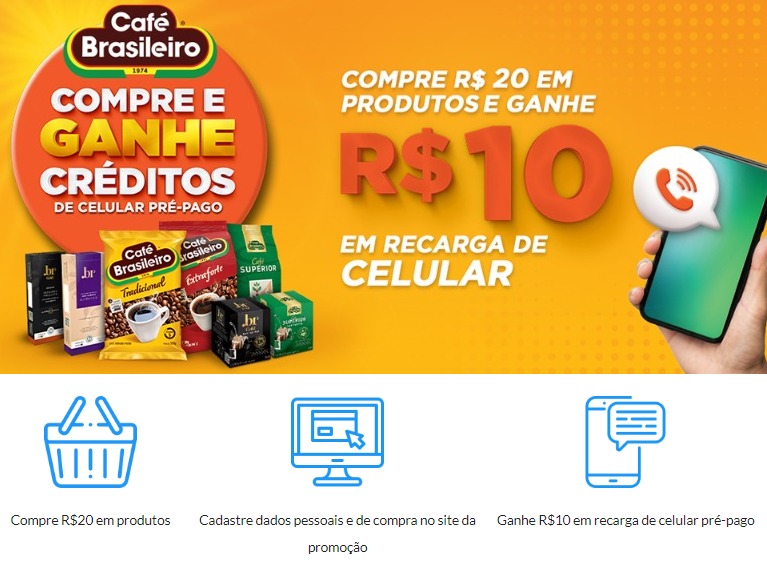 Café
Brasileiro
1974
COMPRE E
GANHE
CRÉDITOS
DE CELULAR PRÉ-PAGO
COMPRE R$ 20 EM
PRODUTOS E GANHE
R$10
EM RECARGA DE
CELULAR
.br
.br
Café
Brasileiro
Tradicional
Café
Brasileiro
Extraforte
Café
SUPERIOR
.br
Compre R$20 em produtos
Cadastre dados pessoais e de compra no site da
promoção
Ganhe R$10 em recarga de celular pré-pago